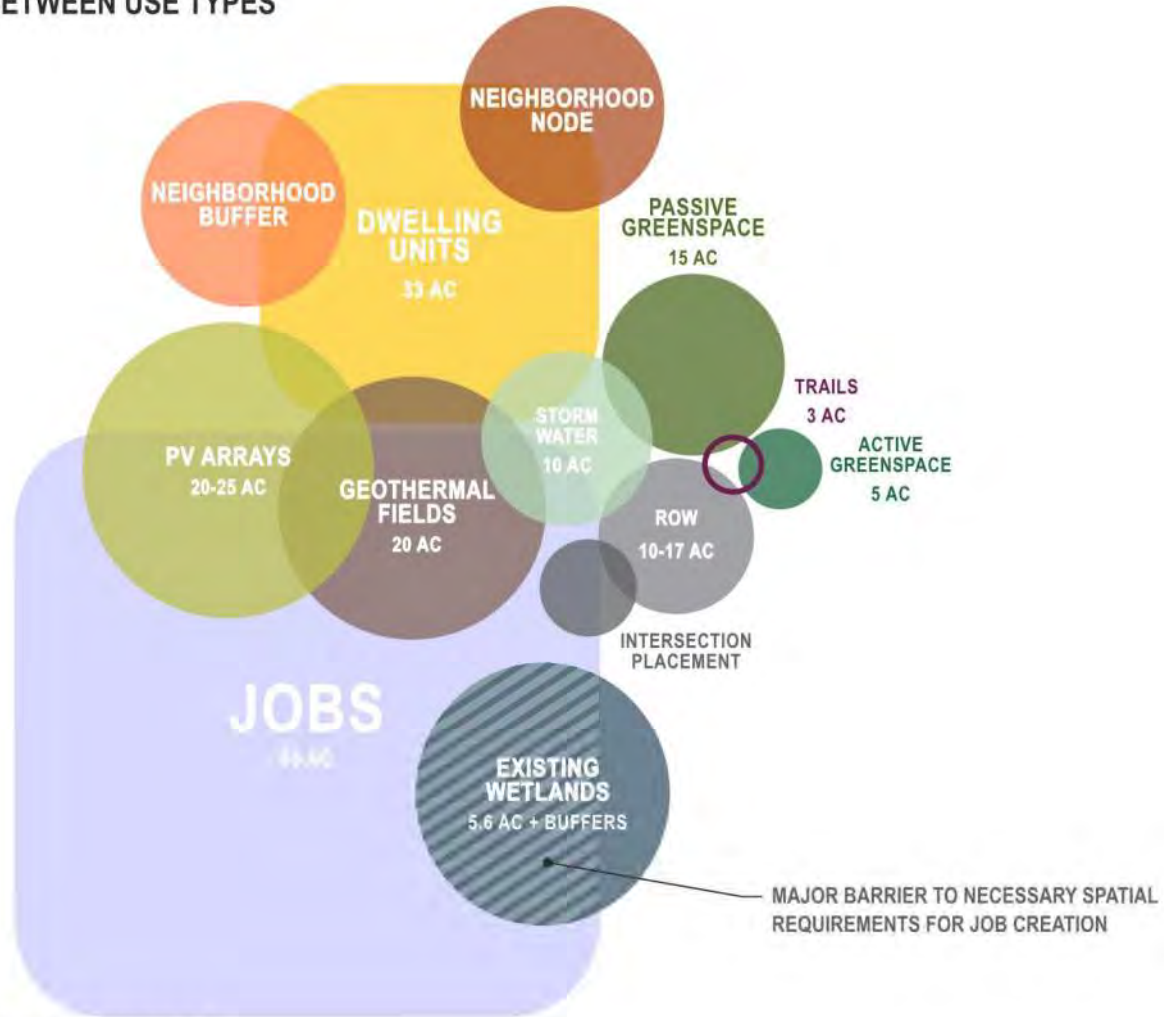 ETWEEN USE TYPES
NEIGHBORHOOD
NODE
NEIGHBORHOOD
BUFFER
DWELLING
UNITS
33 AC
PASSIVE
GREENSPACE
15 AC
TRAILS
3 AC
ACTIVE
GREENSPACE
5 AC
STORM
WATER
10 AC
PV ARRAYS
20-25 AC
GEOTHERMAL
FIELDS
20 AC
ROW
10-17 AC
INTERSECTION
PLACEMENT
JOBS
AC
EXISTING
WETLANDS
5.6 AC + BUFFERS
MAJOR BARRIER TO NECESSARY SPATIAL
REQUIREMENTS FOR JOB CREATION